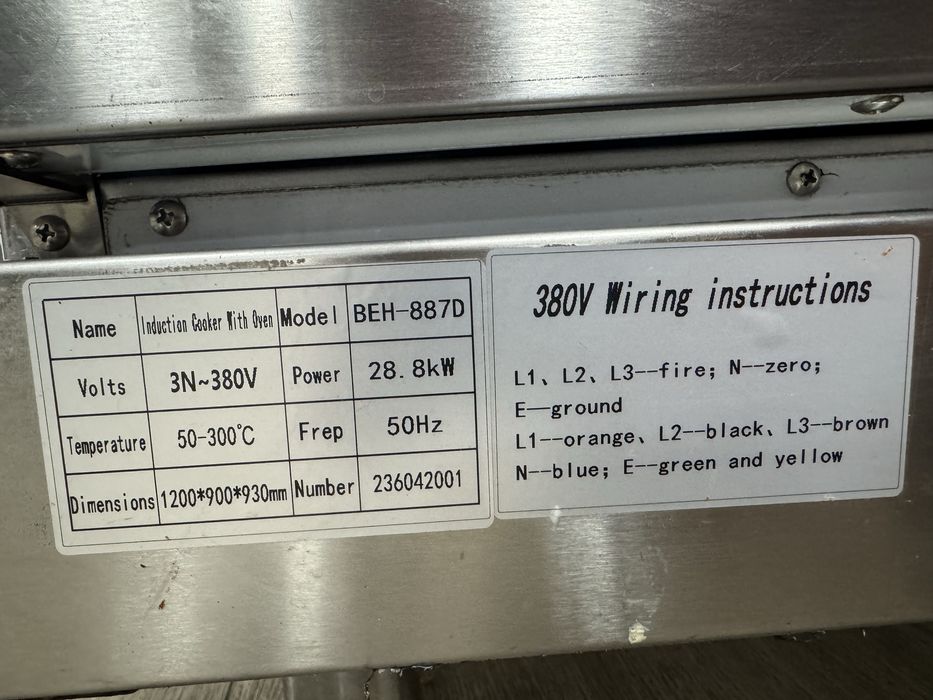 Name Induction Cooker With Oven Model BEH-887D
Volts 3N~380V Power 28.8kW
Temperature 50-300℃ Frep 50Hz
Dimensions 1200*900*930mm Number 236042001
380V Wiring instructions
L1、L2、L3--fire; N--zero;
E—ground
L1--orange、L2--black、L3--brown
N--blue; E--green and yellow